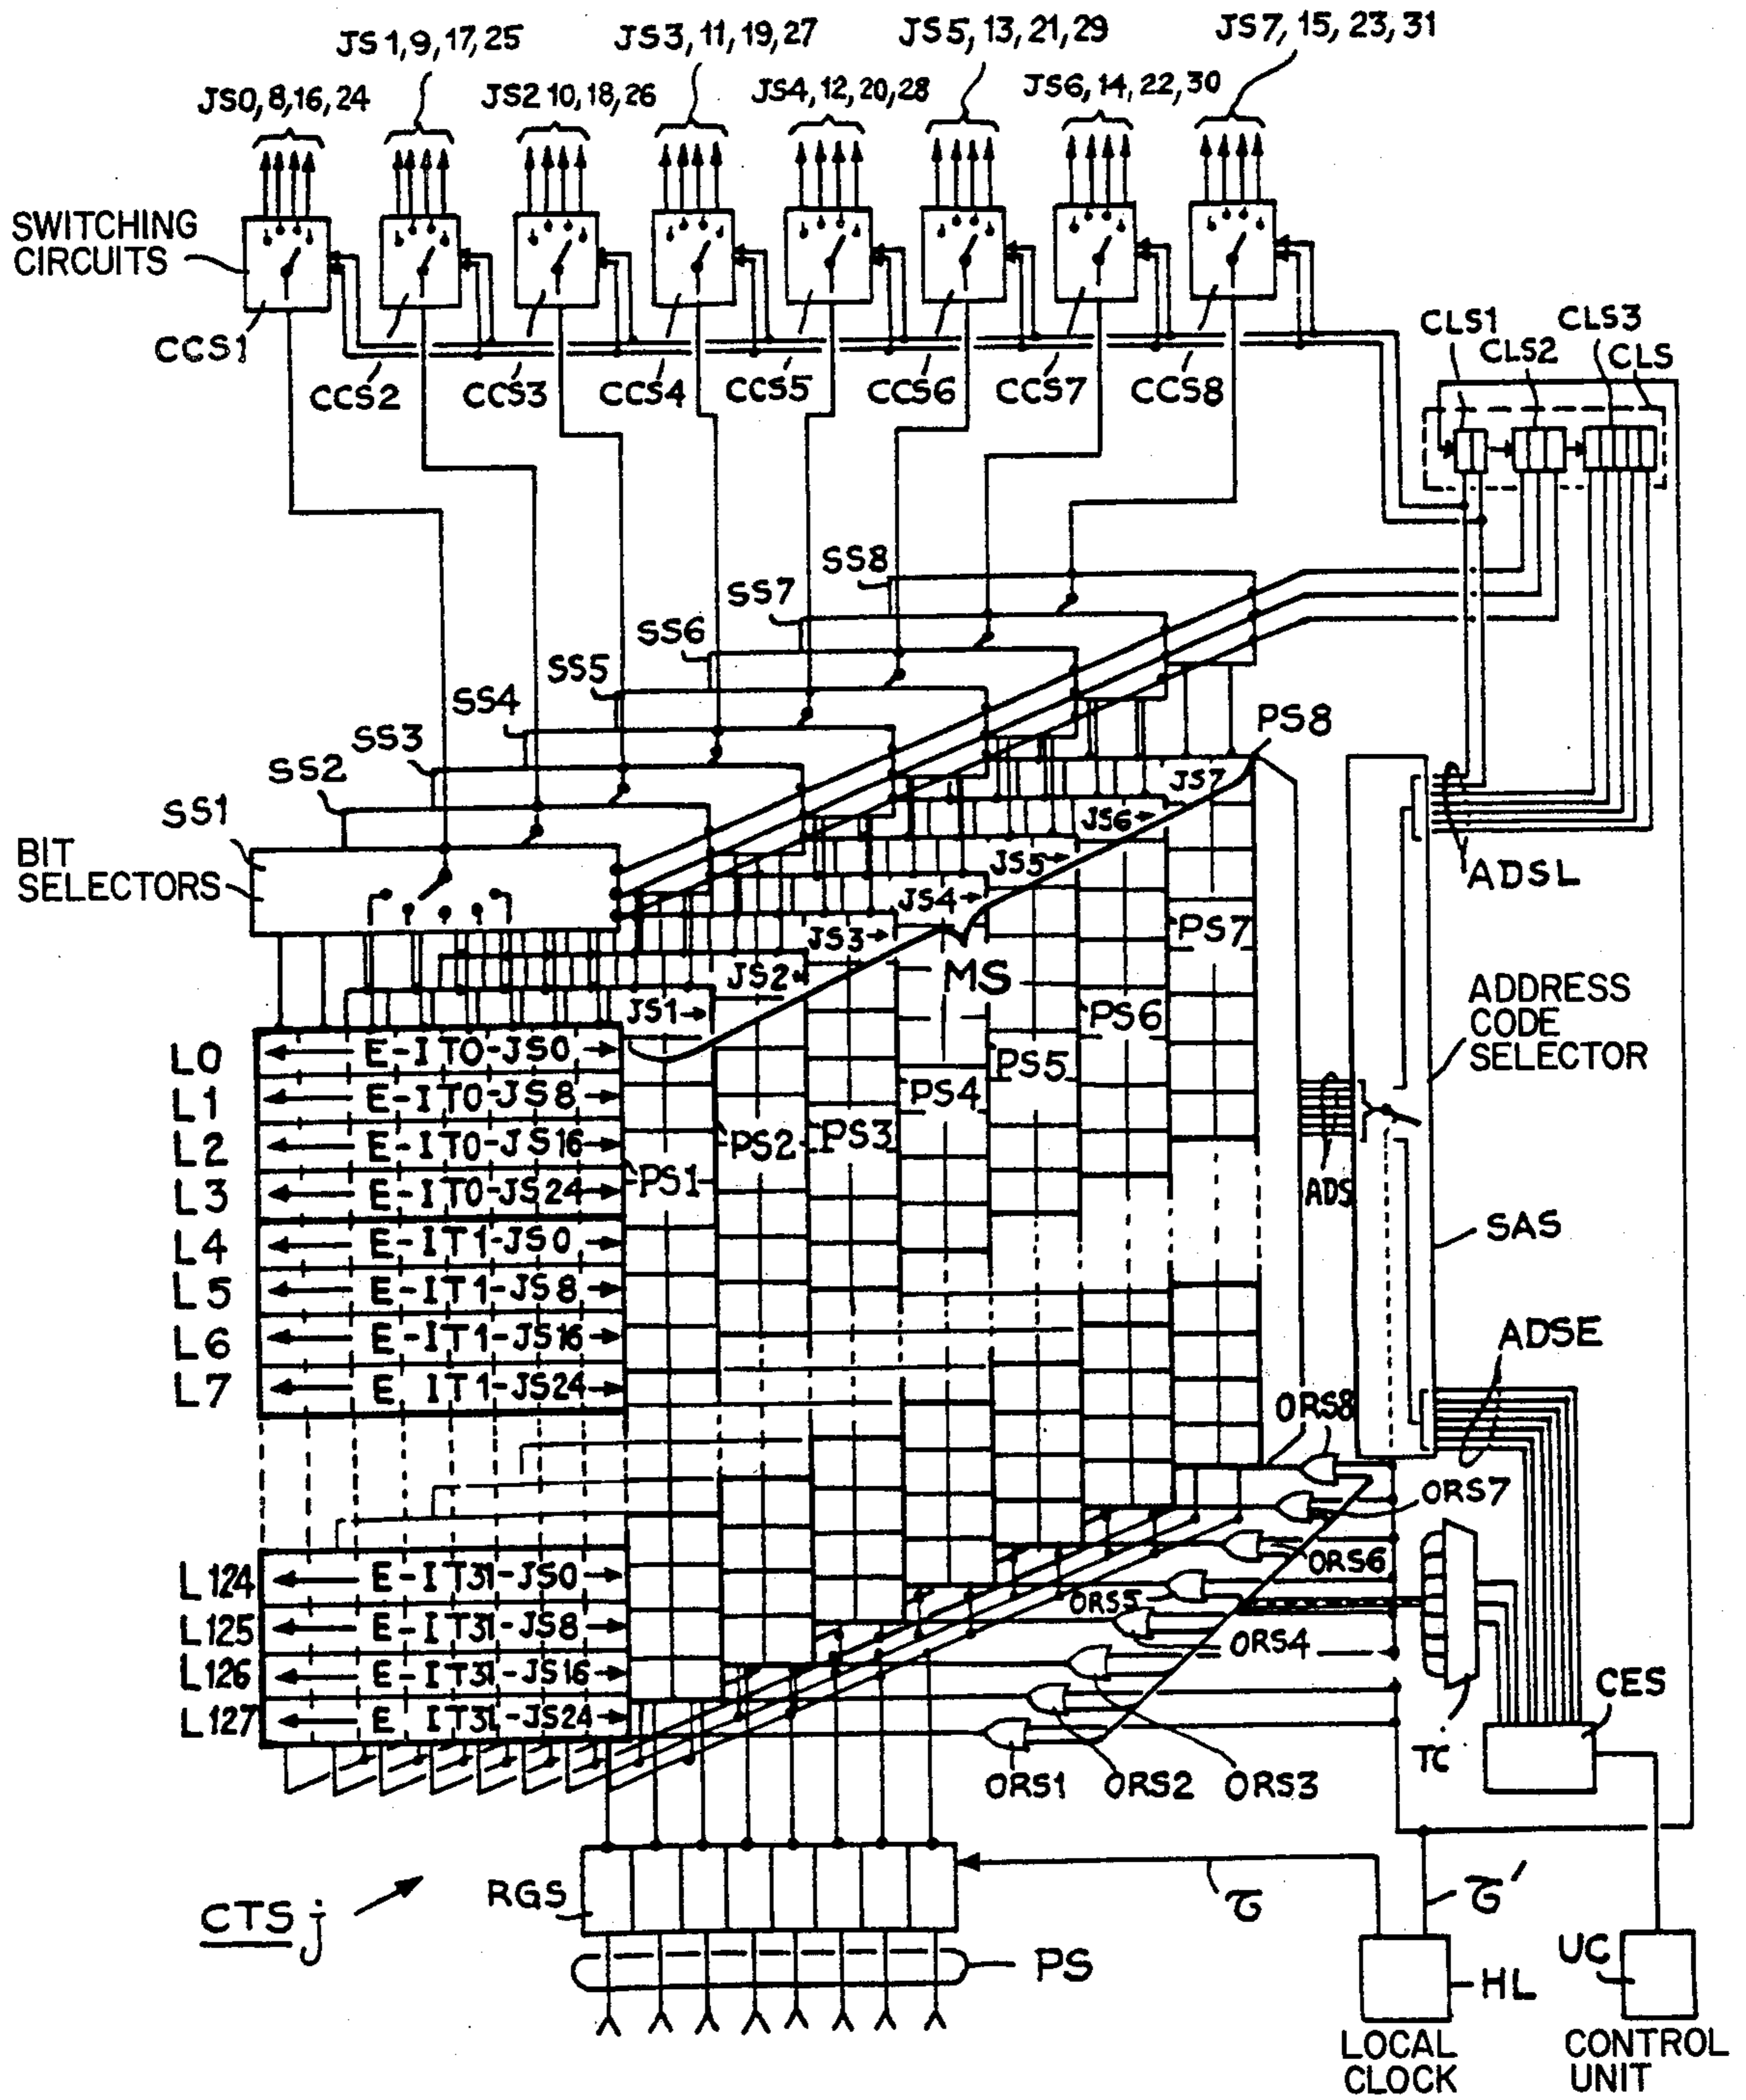 JS1,9,17,25
JS3,11,19,27
JS5,13,21,29
JS7,15,23,31
JS0,8,16,24
JS2 10,18,26
JS4,12,20,28
JS6,14,22,30
SWITCHING
CIRCUITS
CCS1
CCS2
CCS3
CCS4
CCS5
CCS6
CCS7
CCS8
CLS1
CLS2
CLS3
CLS
SS8
SS7
SS6
SS5
SS4
SS3
SS2
SS1
BIT
SELECTORS
PS8
JS7
JS6→
JS5→
JS4→
JS3→
JS2→
JS1→
MS
ADSL
ADDRESS
CODE
SELECTOR
ADS
SAS
ADSE
PS7
PS6
PS5
PS4
PS3
PS2
PS1
L0 E-IT0-JS0
L1 E-IT0-JS8
L2 E-IT0-JS16
L3 E-IT0-JS24
L4 E-IT1-JS0
L5 E-IT1-JS8
L6 E-IT1-JS16
L7 E IT1-JS24
L124 E-IT31-JS0
L125 E-IT31-JS8
L126 E-IT31-JS16
L127 E IT31-JS24
ORS8
ORS7
ORS6
ORS5
ORS4
ORS1
ORS2
ORS3
TC
CES
CTSj
RGS
PS
τ
τ'
HL
UC
LOCAL
CLOCK
CONTROL
UNIT